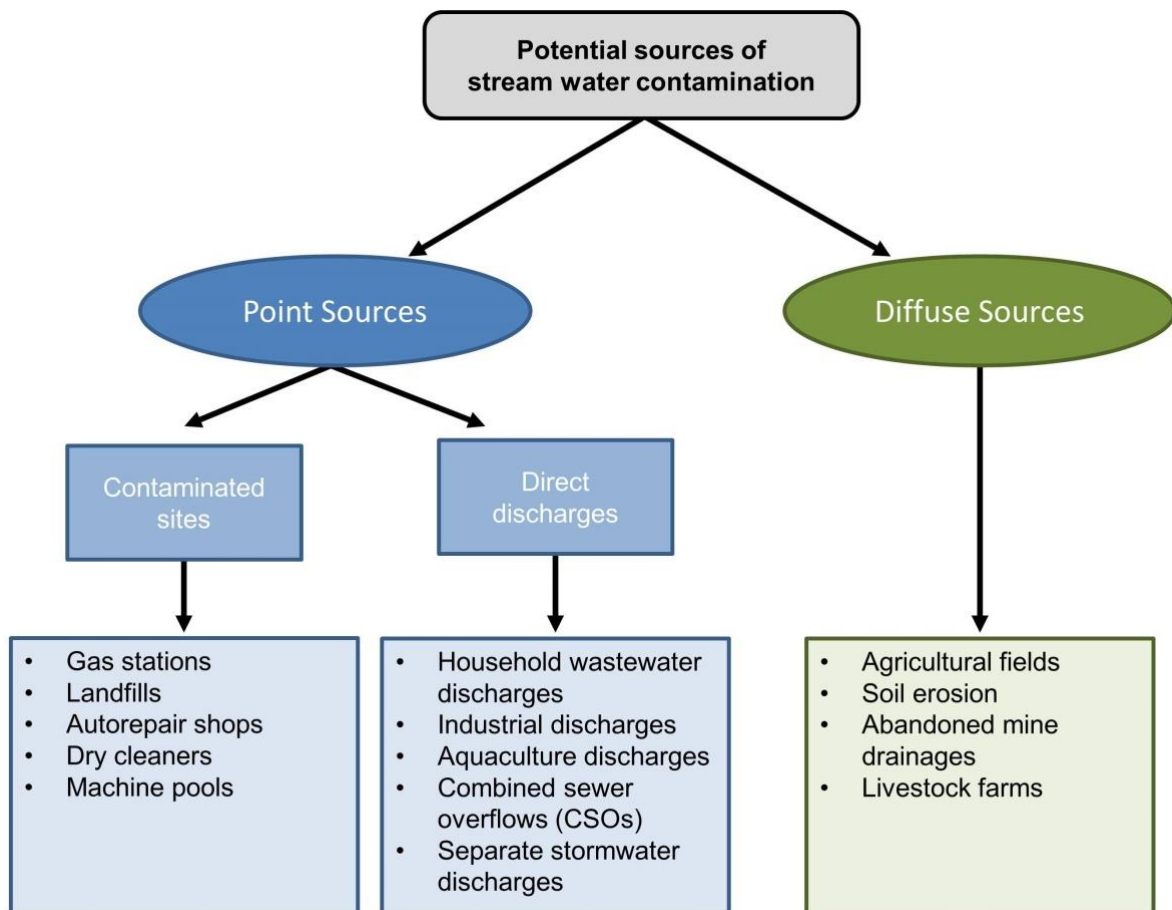 Potential sources of
stream water contamination
Point Sources
Diffuse Sources
Contaminated
sites
Direct
discharges
• Gas stations
• Landfills
• Autorepair shops
• Dry cleaners
• Machine pools
• Household wastewater
discharges
• Industrial discharges
• Aquaculture discharges
• Combined sewer
overflows (CSOs)
• Separate stormwater
discharges
• Agricultural fields
• Soil erosion
• Abandoned mine
drainages
• Livestock farms